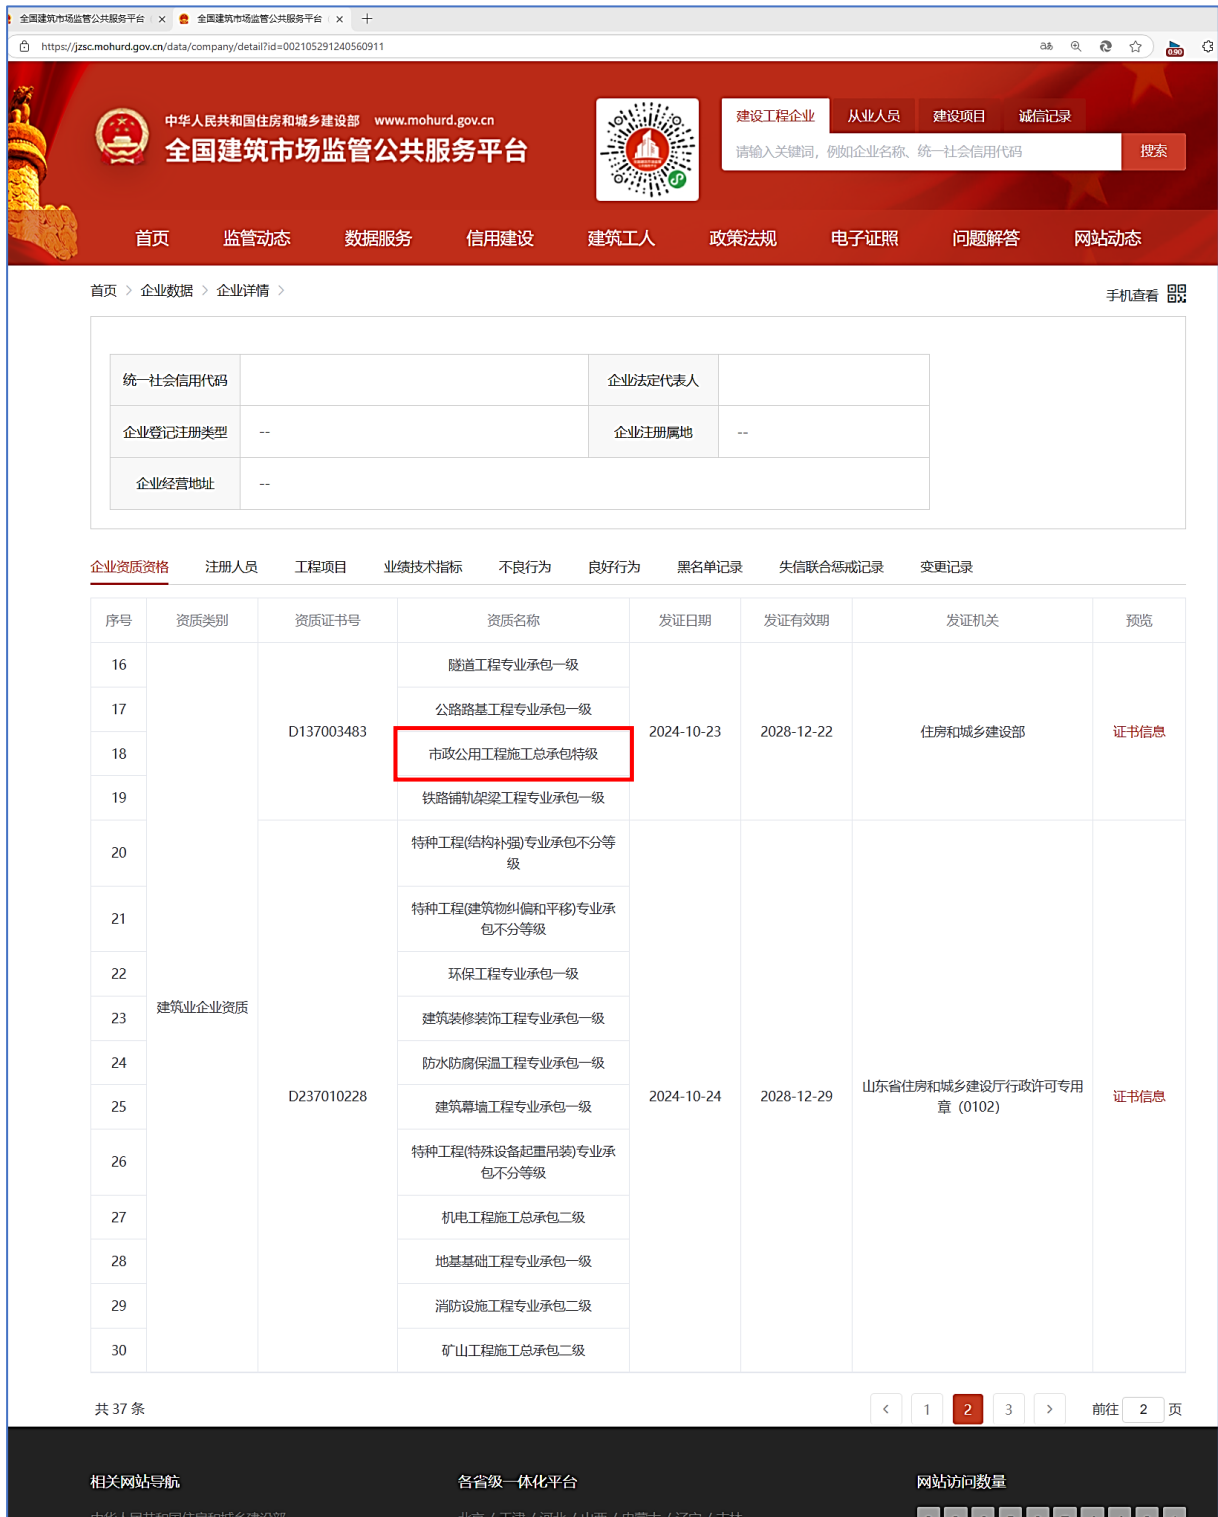 全国建筑市场监管公共服务平台
全国建筑市场监管公共服务平台
https://jzsc.mohurd.gov.cn/data/company/detail?id=002105291240560911
0.90
中华人民共和国住房和城乡建设部 www.mohurd.gov.cn
全国建筑市场监管公共服务平台
建设工程企业 从业人员 建设项目 诚信记录
请输入关键词，例如企业名称、统一社会信用代码 搜索
首页 监管动态 数据服务 信用建设 建筑工人 政策法规 电子证照 问题解答 网站动态
首页 > 企业数据 > 企业详情 >
手机查看
统一社会信用代码 企业法定代表人
企业登记注册类型 -- 企业注册属地 --
企业经营地址 --
企业资质资格 注册人员 工程项目 业绩技术指标 不良行为 良好行为 黑名单记录 失信联合惩戒记录 变更记录
序号 资质类别 资质证书号 资质名称 发证日期 发证有效期 发证机关 预览
16 隧道工程专业承包一级
17 公路路基工程专业承包一级
D137003483 2024-10-23 2028-12-22 住房和城乡建设部 证书信息
18 市政公用工程施工总承包特级
19 铁路铺轨架梁工程专业承包一级
20 特种工程(结构补强)专业承包不分等
级
21 特种工程(建筑物纠偏和平移)专业承
包不分等级
22 环保工程专业承包一级
建筑业企业资质
23 建筑装修装饰工程专业承包一级
24 防水防腐保温工程专业承包一级
D237010228 2024-10-24 2028-12-29 山东省住房和城乡建设厅行政许可专用
章（0102） 证书信息
25 建筑幕墙工程专业承包一级
26 特种工程(特殊设备起重吊装)专业承
包不分等级
27 机电工程施工总承包二级
28 地基基础工程专业承包一级
29 消防设施工程专业承包二级
30 矿山工程施工总承包二级
共 37 条 < 1 2 3 > 前往 2 页
相关网站导航 各省级一体化平台 网站访问数量